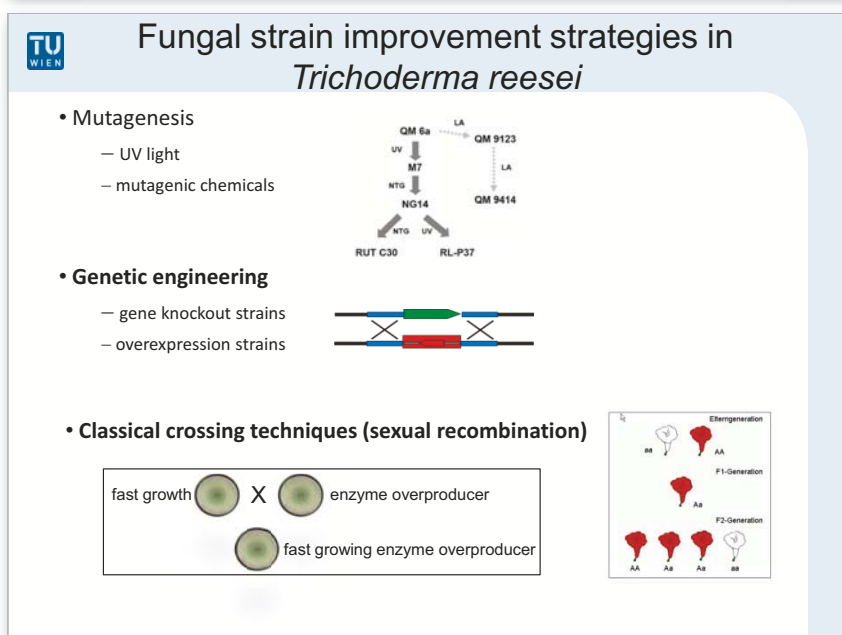 TU
WIEN
Fungal strain improvement strategies in
Trichoderma reesei
• Mutagenesis
– UV light
– mutagenic chemicals
QM 6a
LA
QM 9123
UV
M7
LA
NTG
NG14
QM 9414
NTG UV
RUT C30 RL-P37
• Genetic engineering
– gene knockout strains
– overexpression strains
• Classical crossing techniques (sexual recombination)
fast growth X enzyme overproducer
fast growing enzyme overproducer
Elterngeneration
aa AA
F1-Generation
Aa
F2-Generation
AA Aa Aa aa